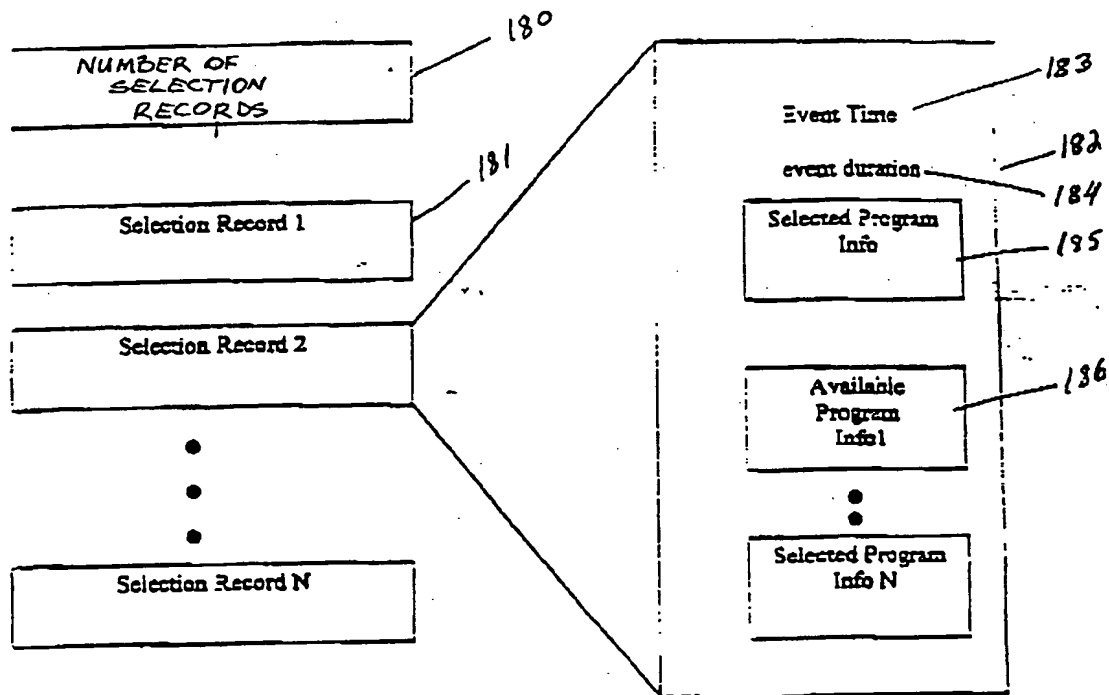 180
NUMBER OF
SELECTION
RECORDS
181
Selection Record 1
Selection Record 2
Selection Record N
183
Event Time
182
event duration
184
Selected Program
Info
185
Available
Program
Info1
186
Selected Program
Info N